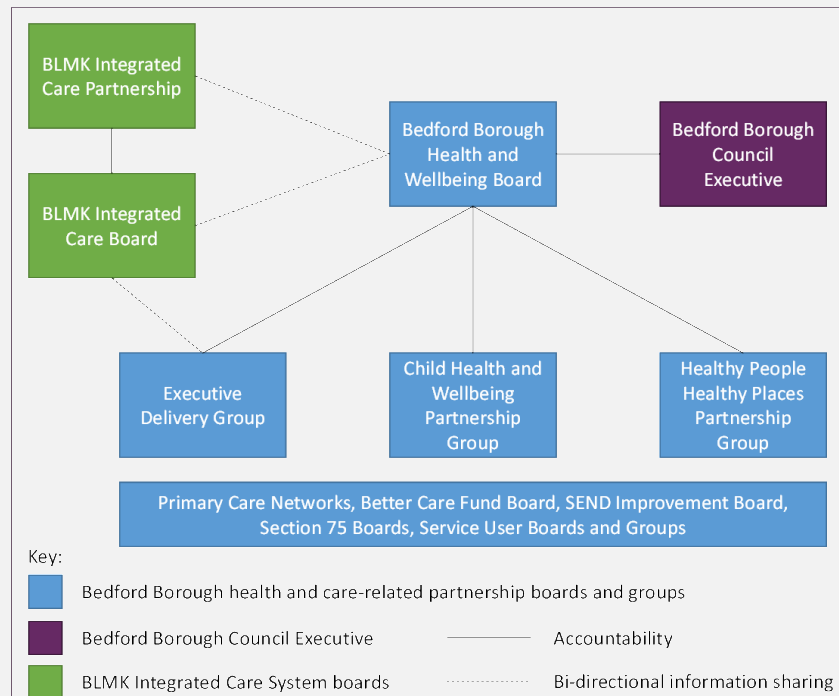 BLMK Integrated
Care Partnership
Bedford Borough
Health and
Wellbeing Board
Bedford Borough
Council
Executive
BLMK Integrated
Care Board
Executive
Delivery Group
Child Health and
Wellbeing
Partnership
Group
Healthy People
Healthy Places
Partnership
Group
Primary Care Networks, Better Care Fund Board, SEND Improvement Board,
Section 75 Boards, Service User Boards and Groups
Key:
Bedford Borough health and care-related partnership boards and groups
Bedford Borough Council Executive
Accountability
BLMK Integrated Care System boards
Bi-directional information sharing